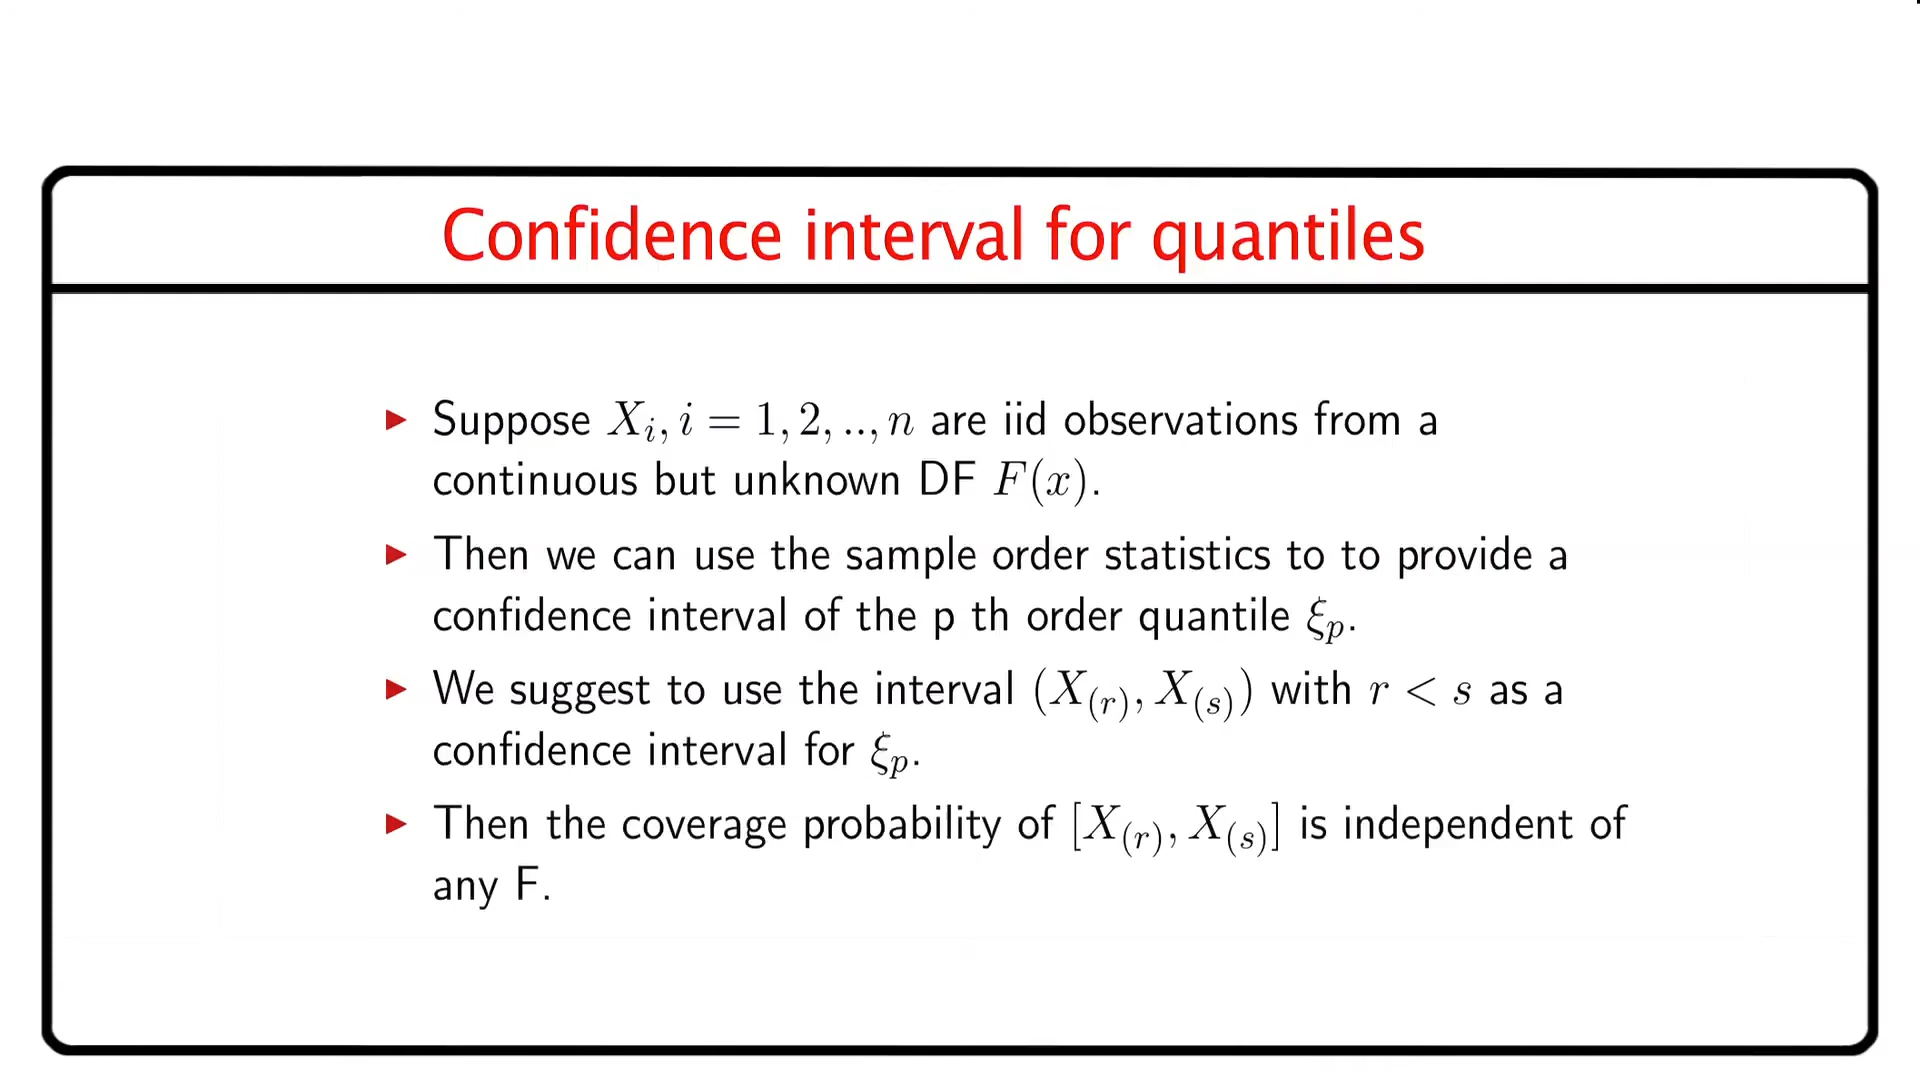 Confidence interval for quantiles
▶ Suppose $X_i, i = 1, 2, .., n$ are iid observations from a
continuous but unknown DF $F(x)$.
▶ Then we can use the sample order statistics to to provide a
confidence interval of the p th order quantile $\xi_p$.
▶ We suggest to use the interval $(X_{(r)}, X_{(s)})$ with $r < s$ as a
confidence interval for $\xi_p$.
▶ Then the coverage probability of $[X_{(r)}, X_{(s)}]$ is independent of
any F.